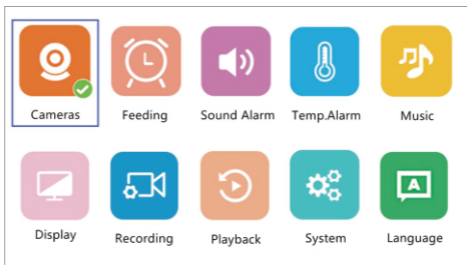 Cameras
Feeding
Sound Alarm
Temp.Alarm
Music
A
Display
Recording
Playback
System
Language